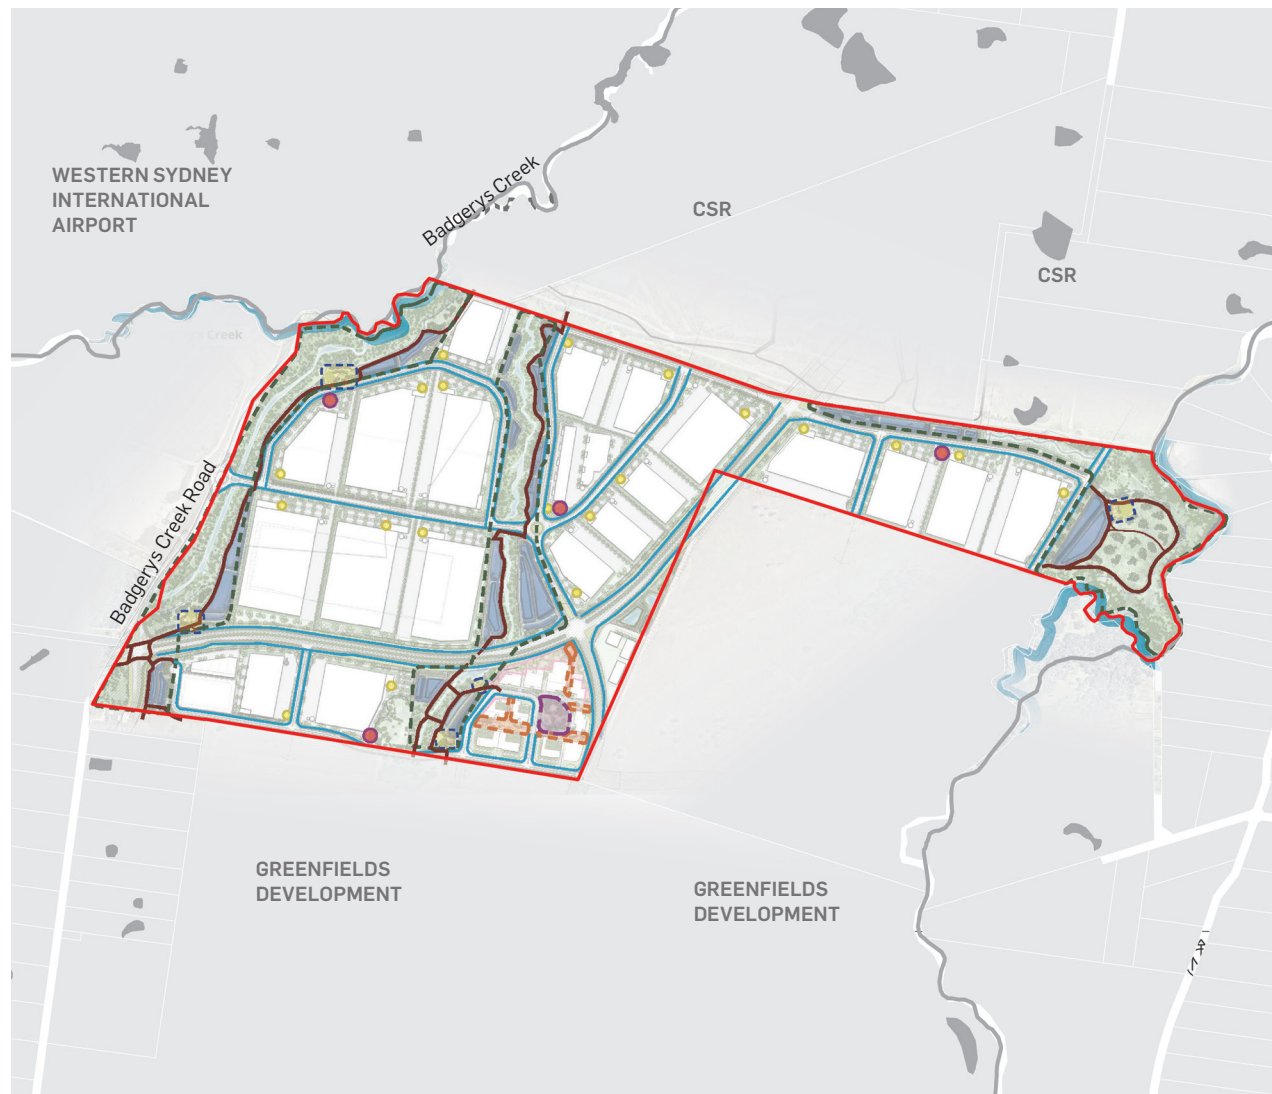 WESTERN SYDNEY
INTERNATIONAL
AIRPORT
Badgerys Creek
CSR
CSR
Badgerys Creek Road
GREENFIELDS
DEVELOPMENT
GREENFIELDS
DEVELOPMENT